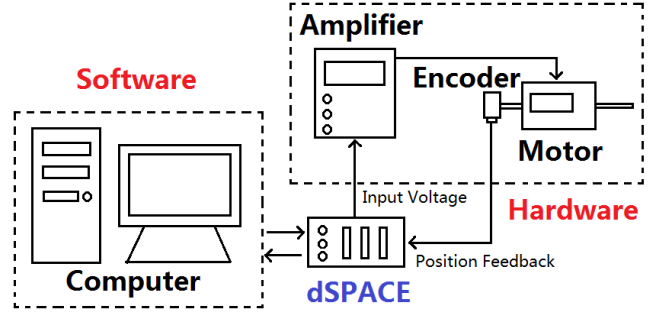 Amplifier
Software
Encoder
Motor
Input Voltage
Hardware
Computer
Position Feedback
dSPACE